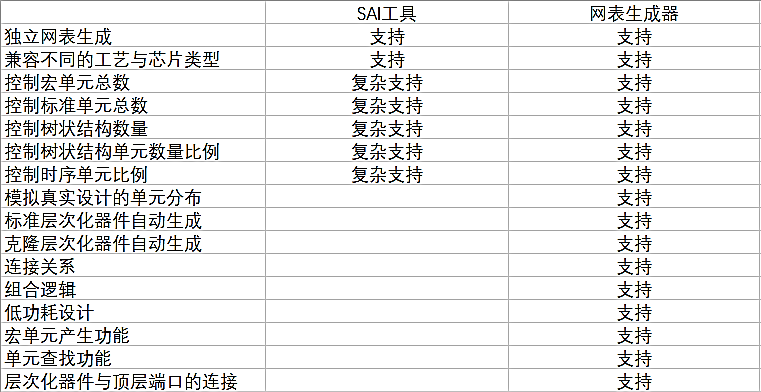 SAI工具 网表生成器
独立网表生成 支持 支持
兼容不同的工艺与芯片类型 支持 支持
控制宏单元总数 复杂支持 支持
控制标准单元总数 复杂支持 支持
控制树状结构数量 复杂支持 支持
控制树状结构单元数量比例 复杂支持 支持
控制时序单元比例 复杂支持 支持
模拟真实设计的单元分布 支持
标准层次化器件自动生成 支持
克隆层次化器件自动生成 支持
连接关系 支持
组合逻辑 支持
低功耗设计 支持
宏单元产生功能 支持
单元查找功能 支持
层次化器件与顶层端口的连接 支持